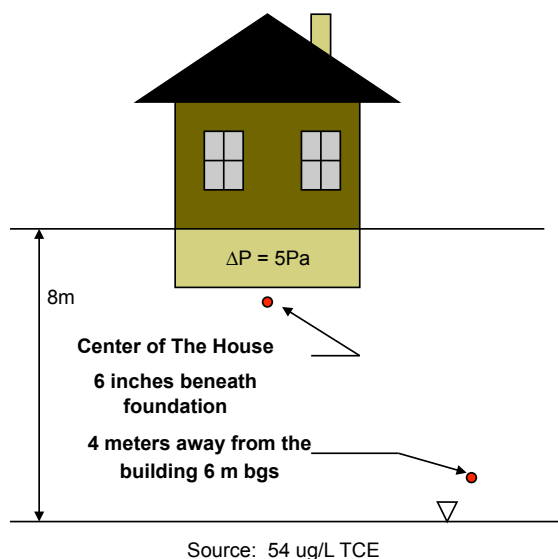 ΔP = 5Pa
8m
Center of The House
6 inches beneath
foundation
4 meters away from the
building 6 m bgs
Source: 54 ug/L TCE